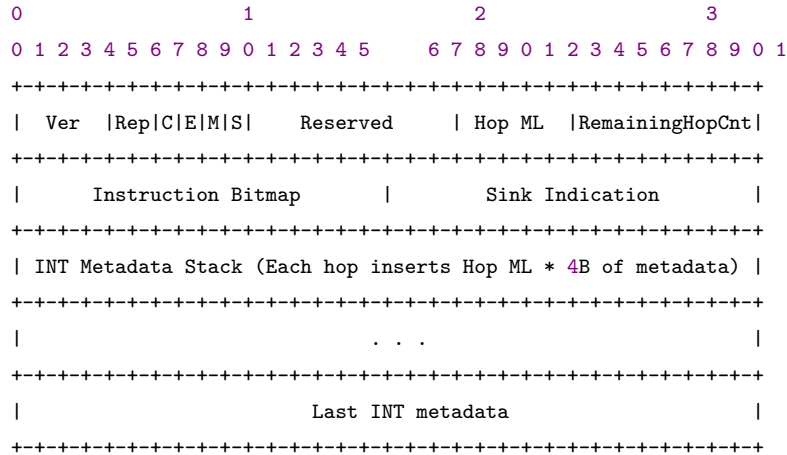 0                   1                   2                   3
0 1 2 3 4 5 6 7 8 9 0 1 2 3 4 5     6 7 8 9 0 1 2 3 4 5 6 7 8 9 0 1
+-+-+-+-+-+-+-+-+-+-+-+-+-+-+-+-+-+-+-+-+-+-+-+-+-+-+-+-+-+-+-+-+
|  Ver  |Rep|C|E|M|S|    Reserved     | Hop ML  |RemainingHopCnt|
+-+-+-+-+-+-+-+-+-+-+-+-+-+-+-+-+-+-+-+-+-+-+-+-+-+-+-+-+-+-+-+-+
|      Instruction Bitmap       |        Sink Indication        |
+-+-+-+-+-+-+-+-+-+-+-+-+-+-+-+-+-+-+-+-+-+-+-+-+-+-+-+-+-+-+-+-+
| INT Metadata Stack (Each hop inserts Hop ML * 4B of metadata) |
+-+-+-+-+-+-+-+-+-+-+-+-+-+-+-+-+-+-+-+-+-+-+-+-+-+-+-+-+-+-+-+-+
|                              . . .                            |
+-+-+-+-+-+-+-+-+-+-+-+-+-+-+-+-+-+-+-+-+-+-+-+-+-+-+-+-+-+-+-+-+
|                         Last INT metadata                     |
+-+-+-+-+-+-+-+-+-+-+-+-+-+-+-+-+-+-+-+-+-+-+-+-+-+-+-+-+-+-+-+-+